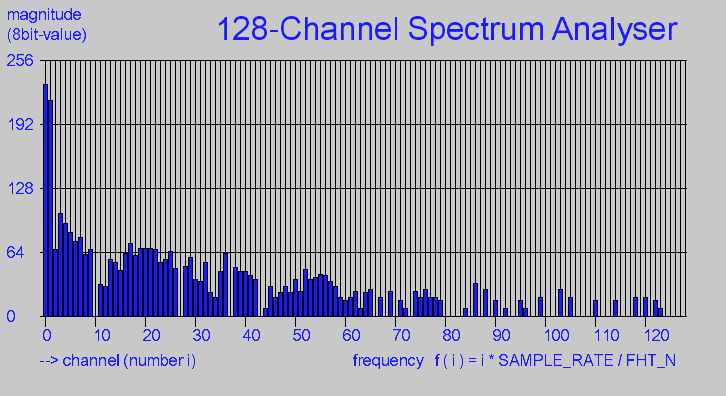 magnitude
(8bit-value)
128-Channel Spectrum Analyser
256
192
128
64
0
0 10 20 30 40 50 60 70 80 90 100 110 120
--> channel (number i) frequency f ( i ) = i * SAMPLE_RATE / FHT_N